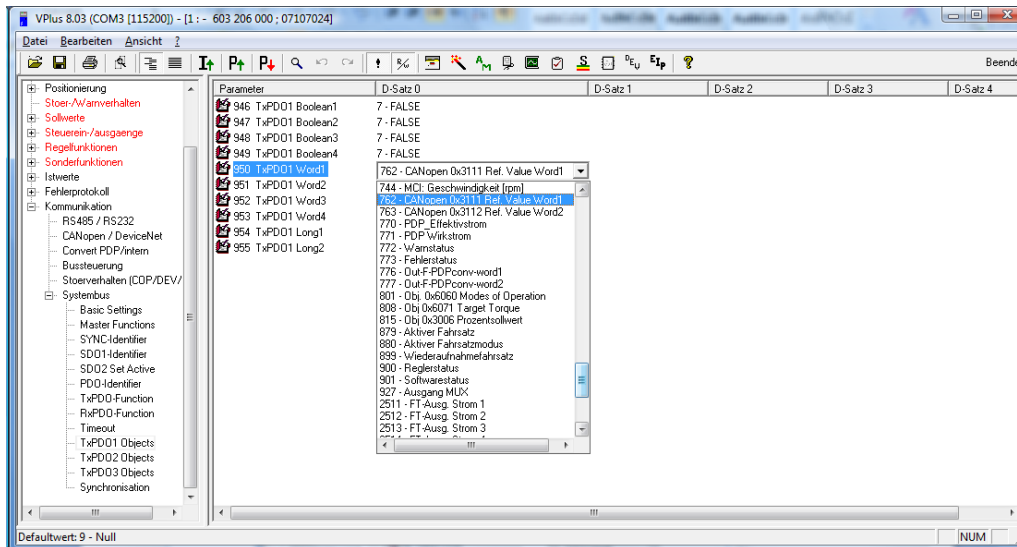 VPlus 8.03 (COM3 [115200]) - [1 : - 603 206 000 ; 07107024]
Datei Bearbeiten Ansicht ?
Beende
Positionierung
Stoer-/Warnverhalten
Sollwerte
Steuerein-/ausgaenge
Regelfunktionen
Sonderfunktionen
Istwerte
Fehlerprotokoll
Kommunikation
RS485 / RS232
CANopen / DeviceNet
Convert PDP/intern
Bussteuerung
Stoerverhalten (COP/DEV/
Systembus
Basic Settings
Master Functions
SYNC-Identifier
SDO1-Identifier
SDO2 Set Active
PDO-Identifier
TxPDO-Function
RxPDO-Function
Timeout
TxPDO1 Objects
TxPDO2 Objects
TxPDO3 Objects
Synchronisation
Parameter D-Satz 0 D-Satz 1 D-Satz 2 D-Satz 3 D-Satz 4
946 TxPDO1 Boolean1 7 - FALSE
947 TxPDO1 Boolean2 7 - FALSE
948 TxPDO1 Boolean3 7 - FALSE
949 TxPDO1 Boolean4 7 - FALSE
950 TxPDO1 Word1 762 - CANopen 0x3111 Ref. Value Word1
951 TxPDO1 Word2
952 TxPDO1 Word3
953 TxPDO1 Word4
954 TxPDO1 Long1
955 TxPDO1 Long2
744 - MCI: Geschwindigkeit [rpm]
762 - CANopen 0x3111 Ref. Value Word1
763 - CANopen 0x3112 Ref. Value Word2
770 - PDP_Effektivstrom
771 - PDP Wirkstrom
772 - Warnstatus
773 - Fehlerstatus
776 - Out-F-PDPconv-word1
777 - Out-F-PDPconv-word2
801 - Obj. 0x6060 Modes of Operation
808 - Obj 0x6071 Target Torque
815 - Obj 0x3006 Prozentsollwert
879 - Aktiver Fahrsatz
880 - Aktiver Fahrsatzmodus
899 - Wiederaufnahmefahrsatz
900 - Reglerstatus
901 - Softwarestatus
927 - Ausgang MUX
2511 - FT-Ausg. Strom 1
2512 - FT-Ausg. Strom 2
2513 - FT-Ausg. Strom 3
Defaultwert: 9 - Null NUM